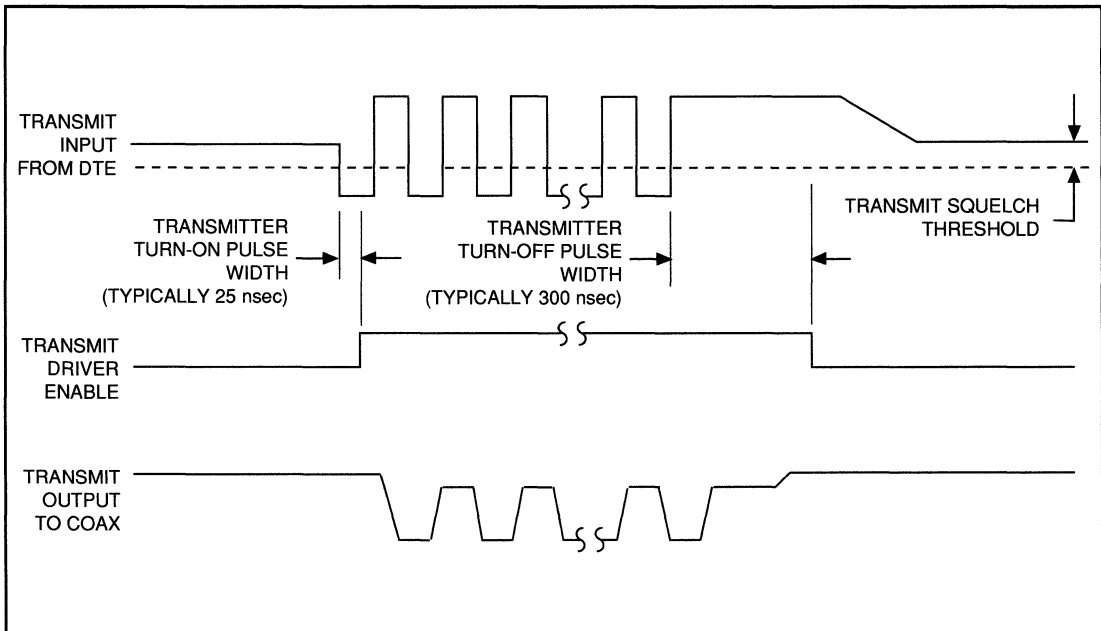 TRANSMIT
INPUT
FROM DTE
TRANSMITTER
TURN-ON PULSE
WIDTH
(TYPICALLY 25 nsec)
TRANSMITTER
TURN-OFF PULSE
WIDTH
(TYPICALLY 300 nsec)
TRANSMIT SQUELCH
THRESHOLD
TRANSMIT
DRIVER
ENABLE
TRANSMIT
OUTPUT
TO COAX